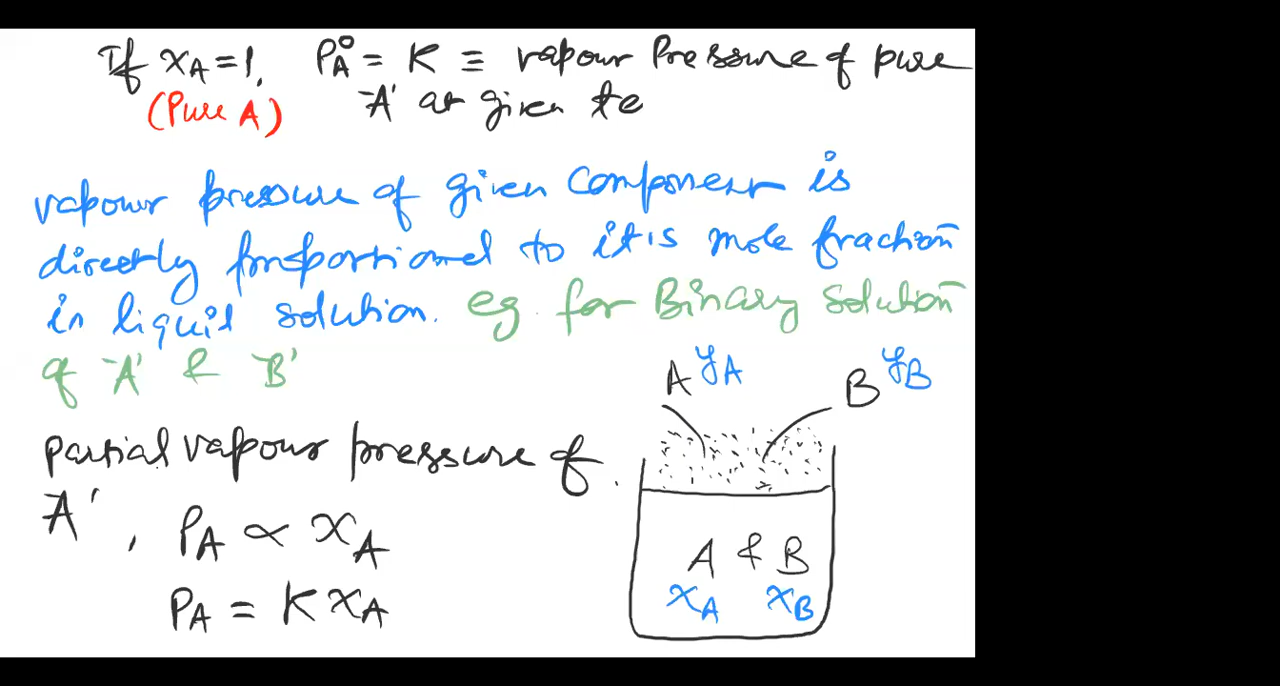 If xA = 1, PA° = K ≡ vapour Pressure of pure
(Pure A) 'A' at given te
vapour pressure of given component is
directly proportional to it's mole fraction
in liquid solution. eg. for Binary solution
of 'A' & 'B'
A yA B yB
Partial vapour pressure of
'A', PA ∝ xA
A & B
PA = K xA
xA xB